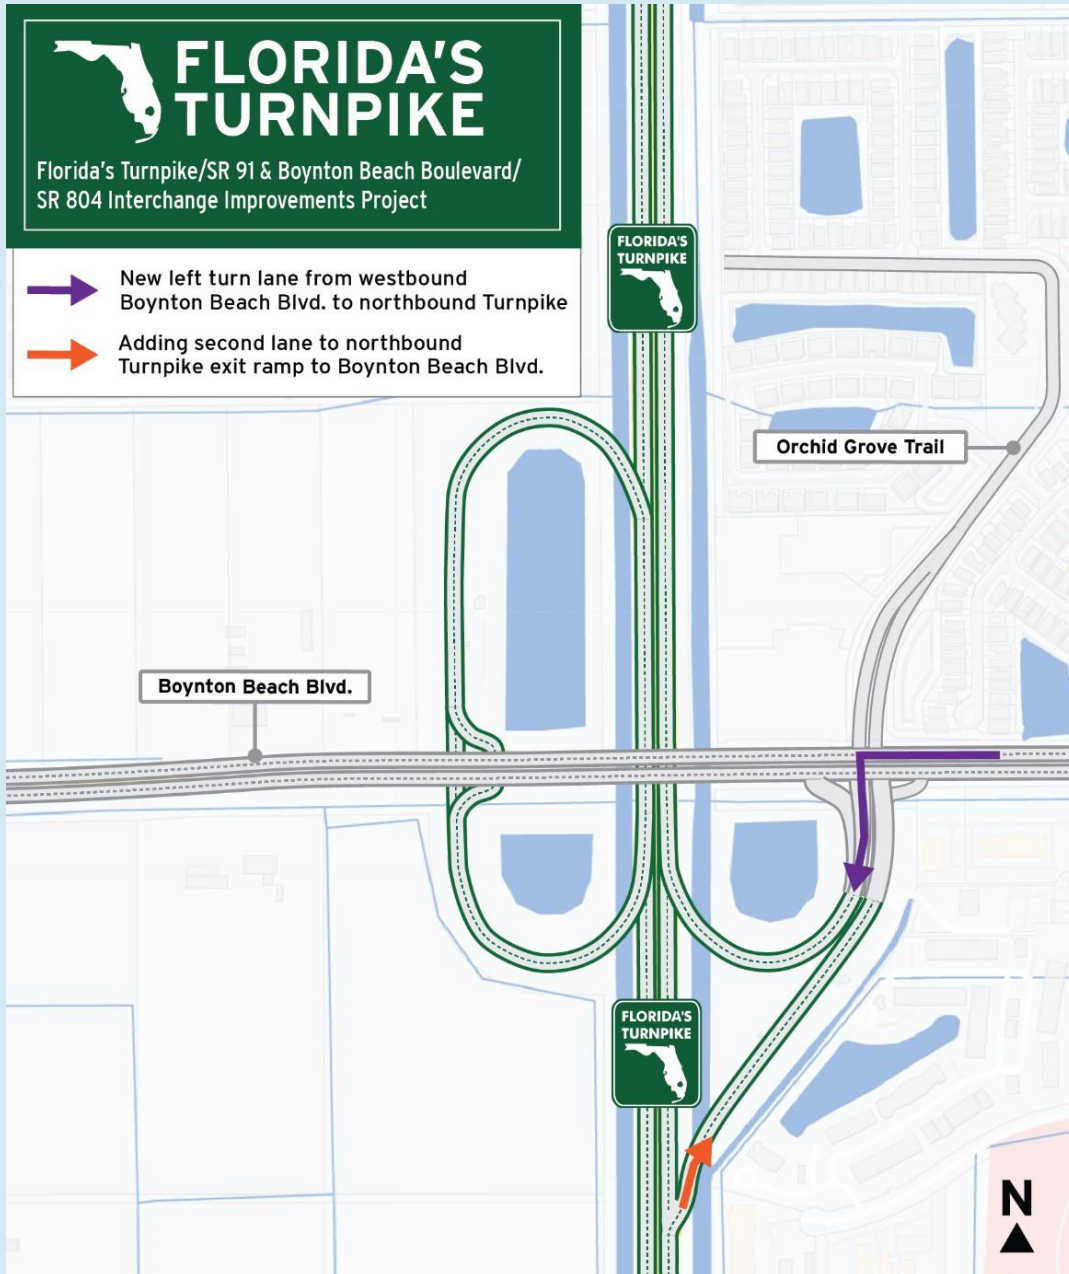 FLORIDA'S
TURNPIKE
Florida's Turnpike/SR 91 & Boynton Beach Boulevard/
SR 804 Interchange Improvements Project
New left turn lane from westbound
Boynton Beach Blvd. to northbound Turnpike
Adding second lane to northbound
Turnpike exit ramp to Boynton Beach Blvd.
FLORIDA'S
TURNPIKE
Orchid Grove Trail
Boynton Beach Blvd.
FLORIDA'S
TURNPIKE
N